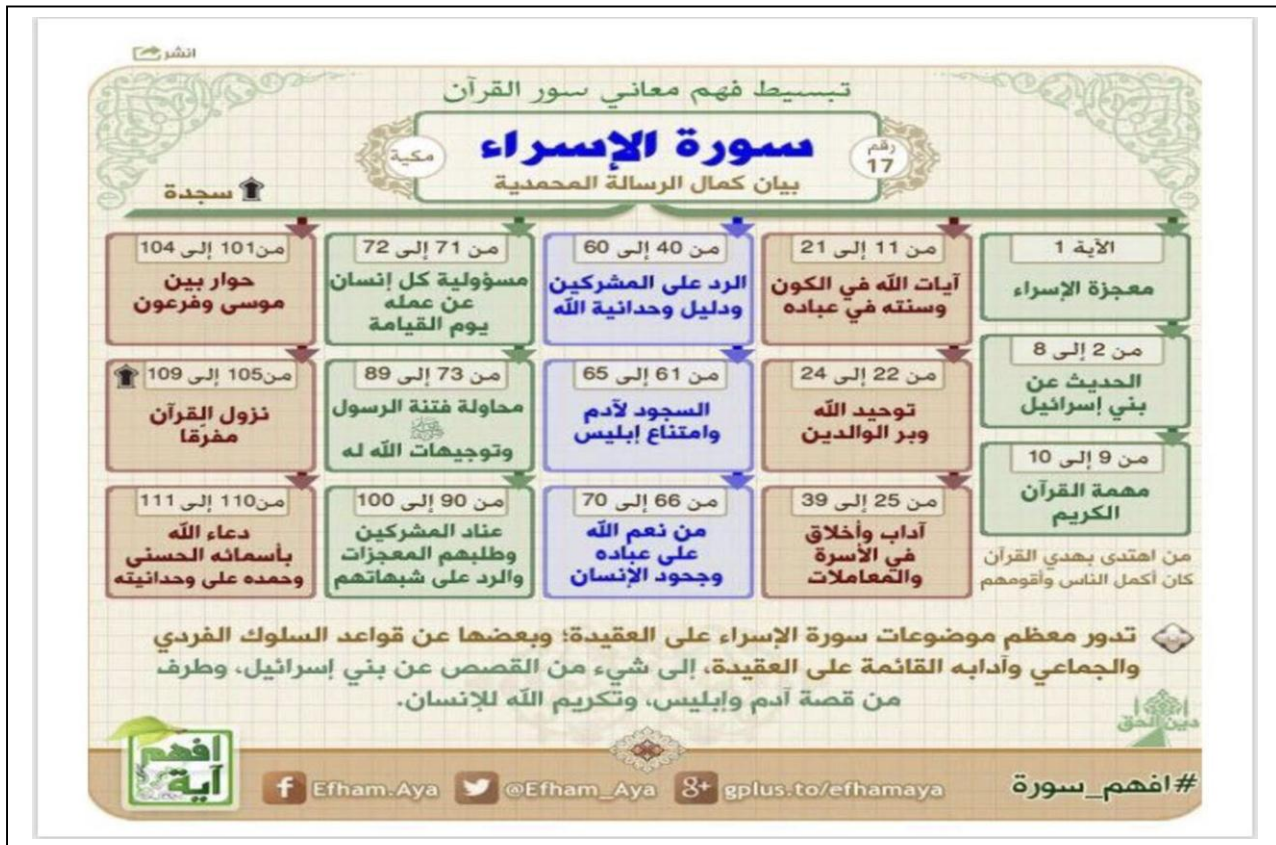 انشر
تبسيط فهم معاني سور القرآن
رقم
17
سورة الإسراء
مكية
بيان كمال الرسالة المحمدية
سجدة
الآية 1
معجزة الإسراء
من 2 إلى 8
الحديث عن
بني إسرائيل
من 9 إلى 10
مهمة القرآن
الكريم
من اهتدى بهدي القرآن
كان أكمل الناس وأقومهم
من 11 إلى 21
آيات الله في الكون
وسنته في عباده
من 22 إلى 24
توحيد الله
وبر الوالدين
من 25 إلى 39
آداب وأخلاق
في الأسرة
والمعاملات
من 40 إلى 60
الرد على المشركين
ودليل وحدانية الله
من 61 إلى 65
السجود لآدم
وامتناع إبليس
من 66 إلى 70
من نعم الله
على عباده
وجحود الإنسان
من 71 إلى 72
مسؤولية كل إنسان
عن عمله
يوم القيامة
من 73 إلى 89
محاولة فتنة الرسول
ﷺ
وتوجيهات الله له
من 90 إلى 100
عناد المشركين
وطلبهم المعجزات
والرد على شبهاتهم
من101 إلى 104
حوار بين
موسى وفرعون
من105 إلى 109
نزول القرآن
مفرقا
من110 إلى 111
دعاء الله
بأسمائه الحسنى
وحمده على وحدانيته
تدور معظم موضوعات سورة الإسراء على العقيدة؛ وبعضها عن قواعد السلوك الفردي
والجماعي وآدابه القائمة على العقيدة، إلى شيء من القصص عن بني إسرائيل، وطرف
من قصة آدم وإبليس، وتكريم الله للإنسان.
دين الحق
#افهم_سورة
gplus.to/efhamaya
@Efham_Aya
Efham.Aya
افهم
آية